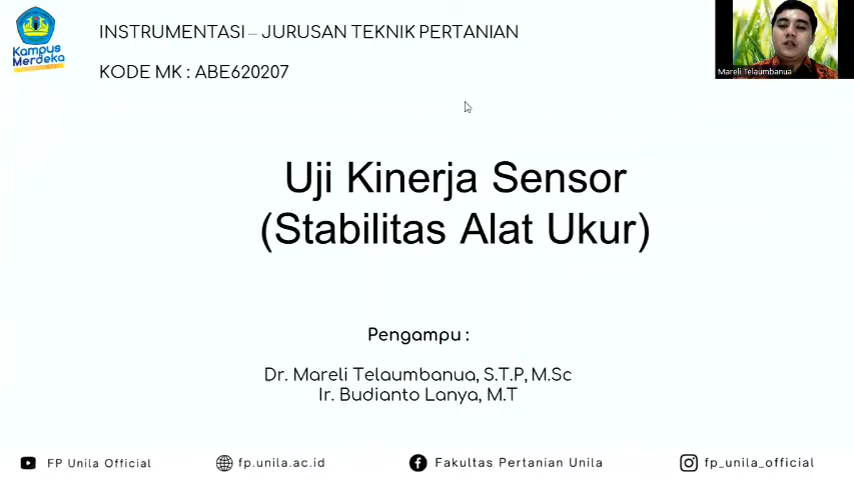 Kampus
Merdeka
INSTRUMENTASI – JURUSAN TEKNIK PERTANIAN
KODE MK : ABE620207
Mareli Telaumbanua
Uji Kinerja Sensor
(Stabilitas Alat Ukur)
Pengampu :
Dr. Mareli Telaumbanua, S.T.P, M.Sc
Ir. Budianto Lanya, M.T
FP Unila Official
fp.unila.ac.id
Fakultas Pertanian Unila
fp_unila_official